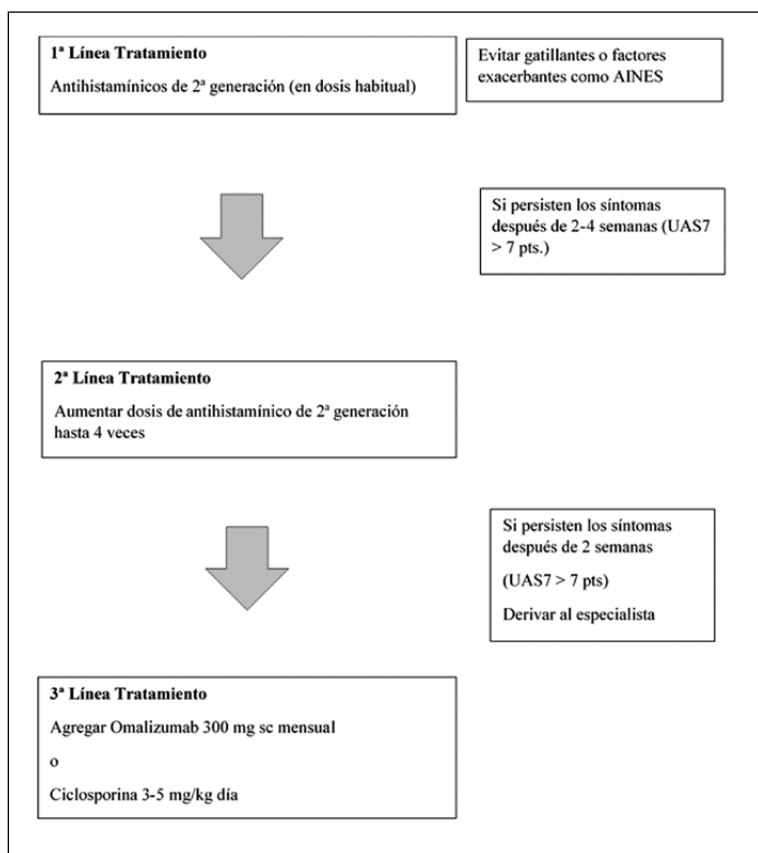 1ª Línea Tratamiento
Antihistamínicos de 2ª generación (en dosis habitual)
Evitar gatillantes o factores
exacerbantes como AINES
Si persisten los síntomas
después de 2-4 semanas (UAS7
> 7 pts.)
2ª Línea Tratamiento
Aumentar dosis de antihistamínico de 2ª generación
hasta 4 veces
Si persisten los síntomas
después de 2 semanas
(UAS7 > 7 pts)
Derivar al especialista
3ª Línea Tratamiento
Agregar Omalizumab 300 mg sc mensual
o
Ciclosporina 3-5 mg/kg día